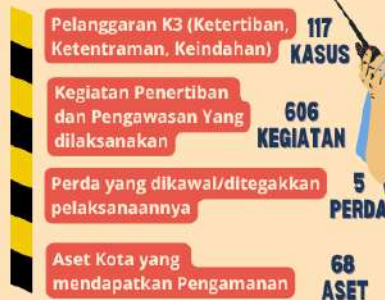 Pelanggaran K3 (Ketertiban,
Ketentraman, Keindahan)
117
KASUS
Kegiatan Penertiban
dan Pengawasan Yang
dilaksanakan
606
KEGIATAN
Perda yang dikawal/ditegakkan
pelaksanaannya
5
PERDA
Aset Kota yang
mendapatkan Pengamanan
68
ASET